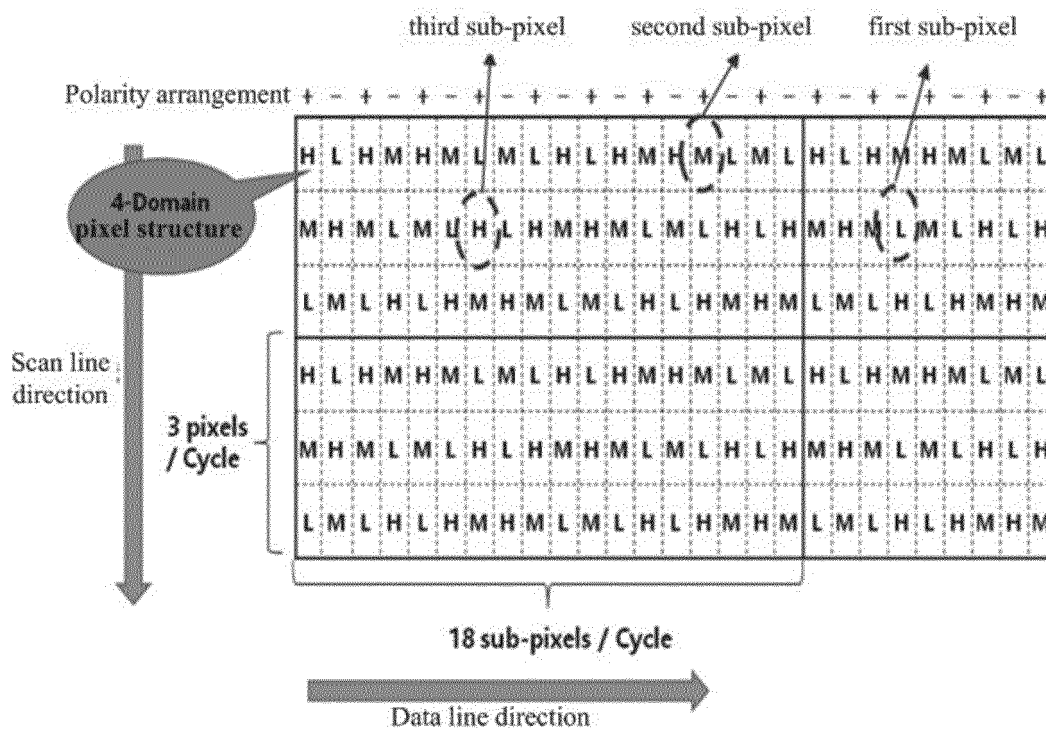 third sub-pixel second sub-pixel first sub-pixel
Polarity arrangement + - + - + - + - + - + - + - + - + - + - + - + - + - +
H L H M H M L M L H L H M H M L M L H L H M H M L M L
4-Domain
pixel structure
M H M L M L H L H M H M L M L H L H M H M L M L H L H
L M L H L H M H M L M L H L H M H M L M L H L H M H M
Scan line
direction
H L H M H M L M L H L H M H M L M L H L H M H M L M L
3 pixels
/ Cycle
M H M L M L H L H M H M L M L H L H M H M L M L H L H
L M L H L H M H M L M L H L H M H M L M L H L H M H M
18 sub-pixels / Cycle
Data line direction